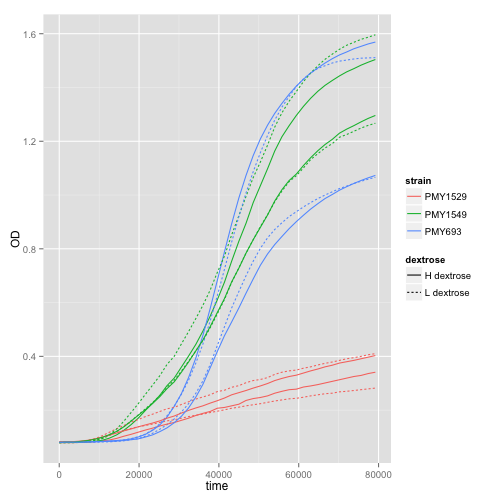 1.6
1.2
0.8
0.4
OD
0
20000
40000
60000
80000
time
strain
PMY1529
PMY1549
PMY693
dextrose
H dextrose
L dextrose